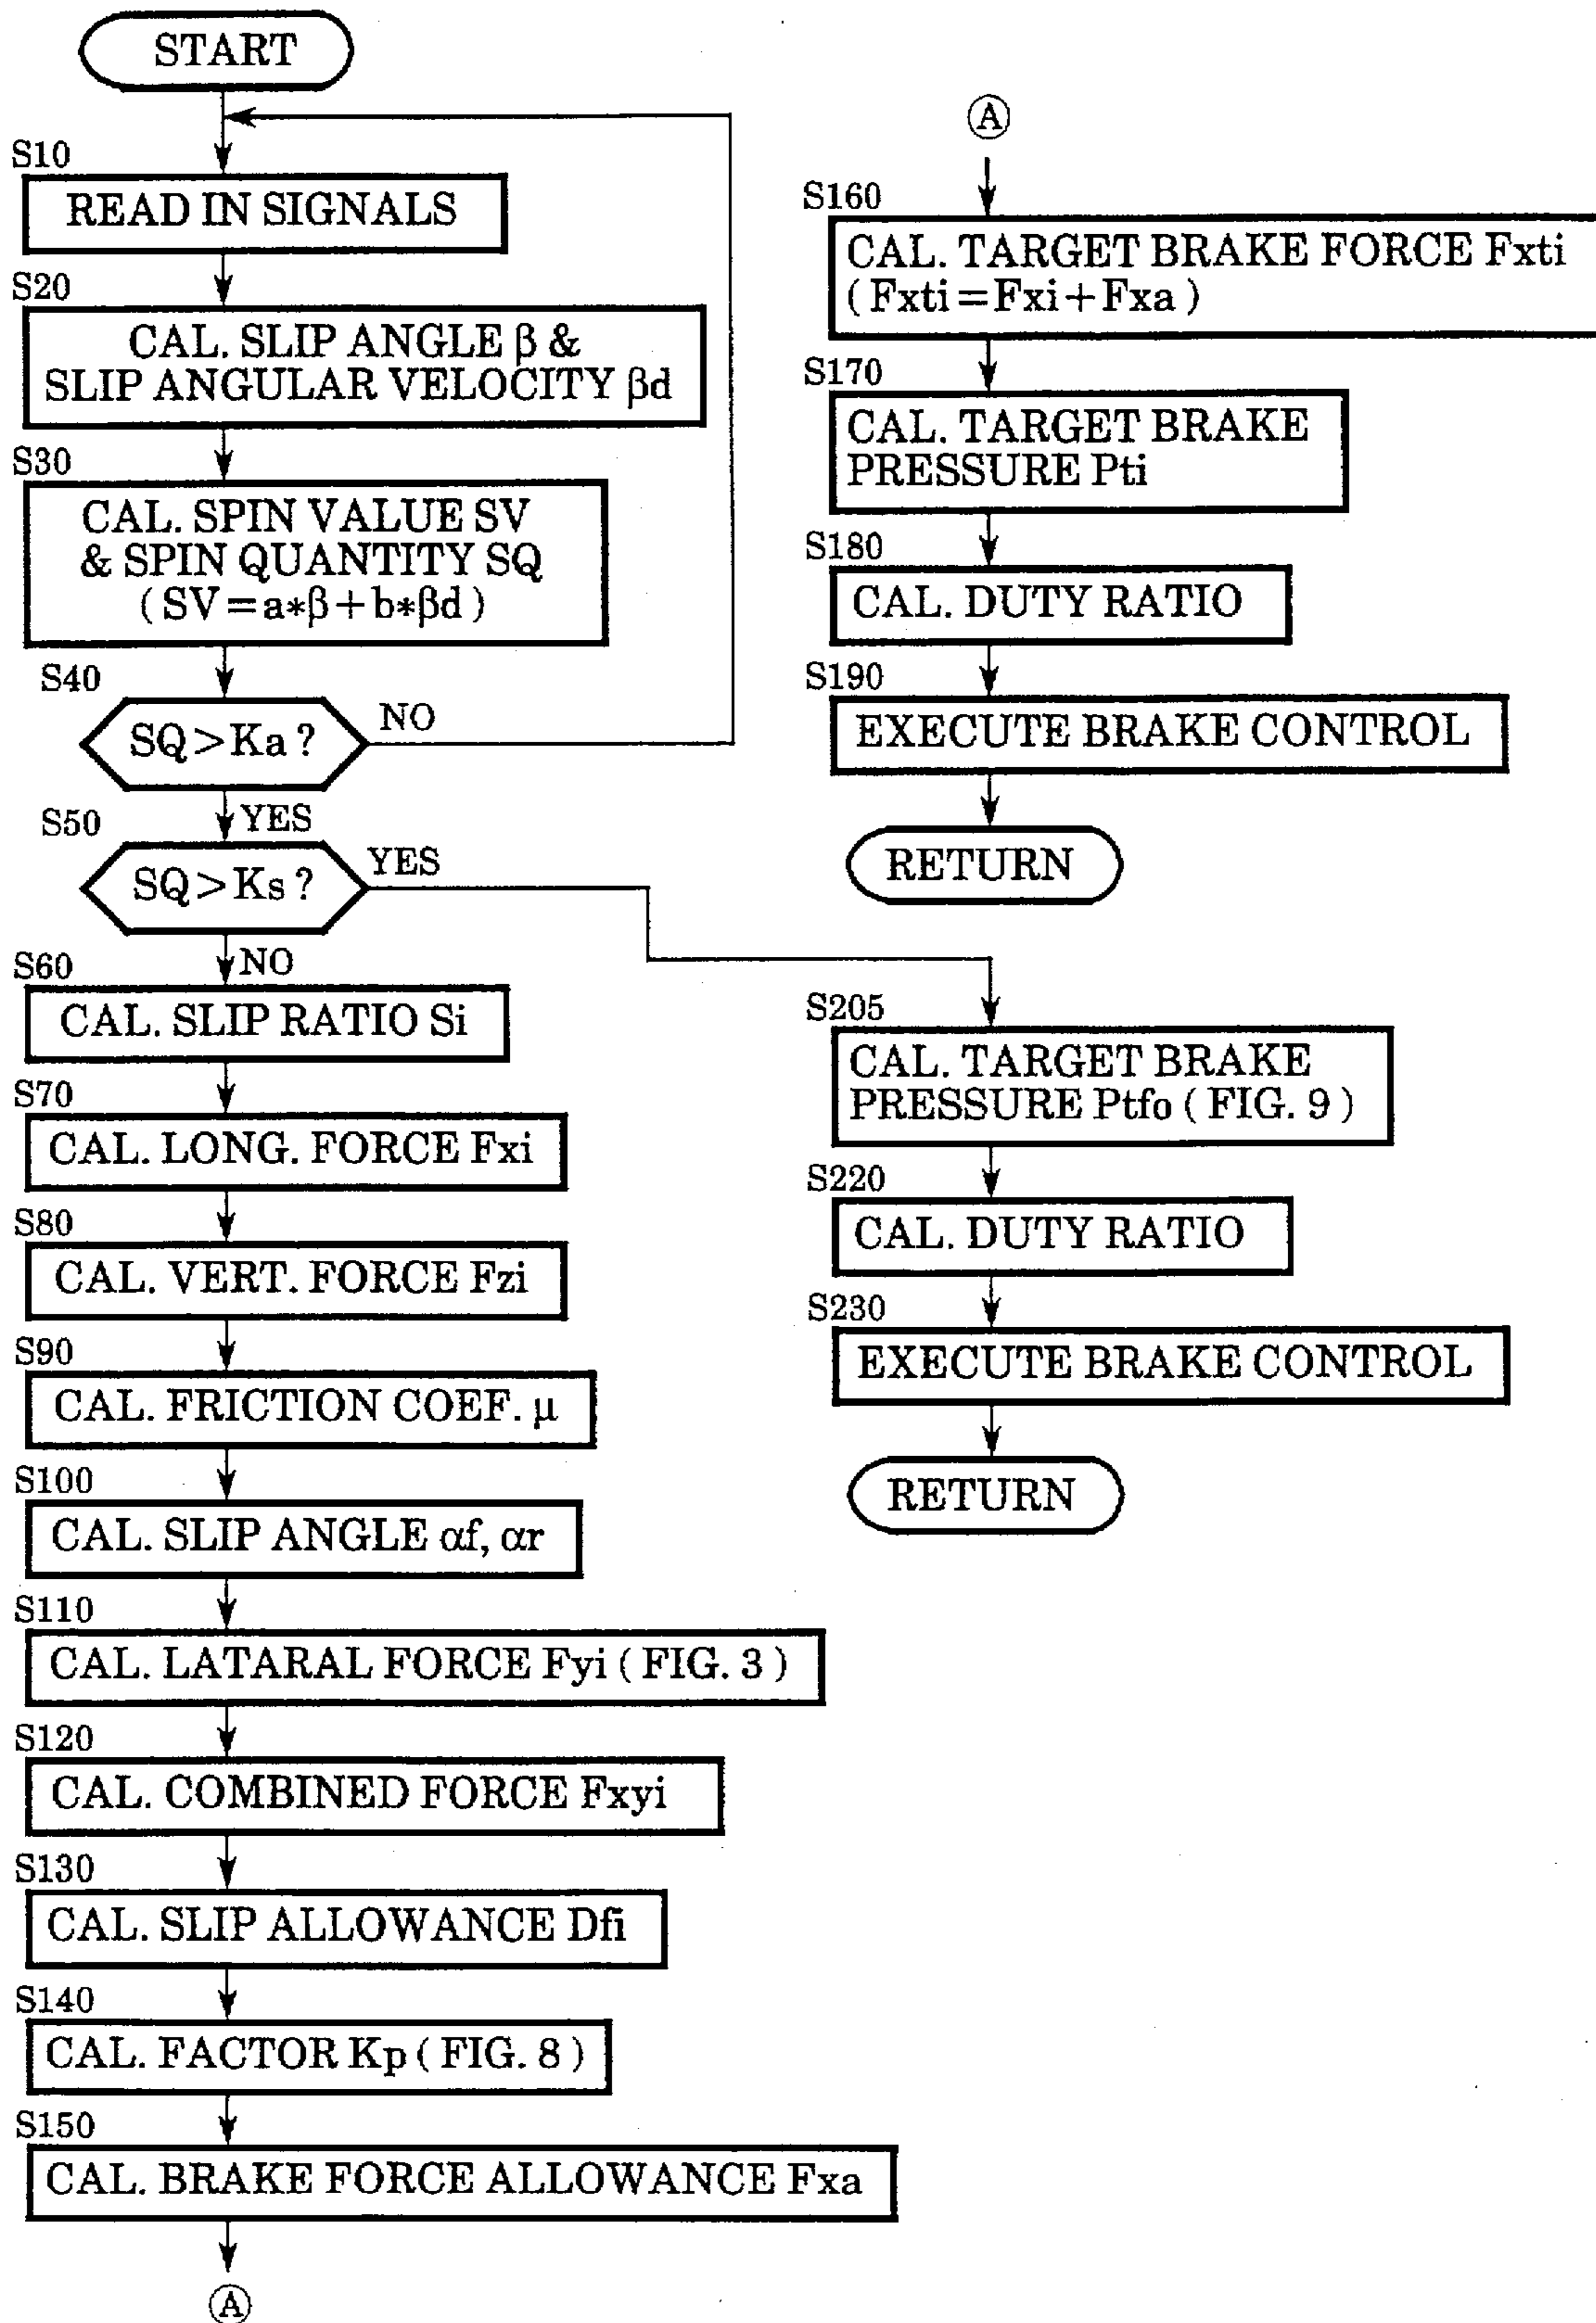 START
S10
READ IN SIGNALS
S20
CAL. SLIP ANGLE β &
SLIP ANGULAR VELOCITY βd
S30
CAL. SPIN VALUE SV
& SPIN QUANTITY SQ
( SV=a*β+b*βd )
S40
SQ>Ka ?
NO
YES
S50
SQ>Ks ?
YES
NO
S60
CAL. SLIP RATIO Si
S70
CAL. LONG. FORCE Fxi
S80
CAL. VERT. FORCE Fzi
S90
CAL. FRICTION COEF. μ
S100
CAL. SLIP ANGLE αf, αr
S110
CAL. LATARAL FORCE Fyi ( FIG. 3 )
S120
CAL. COMBINED FORCE Fxyi
S130
CAL. SLIP ALLOWANCE Dfi
S140
CAL. FACTOR Kp ( FIG. 8 )
S150
CAL. BRAKE FORCE ALLOWANCE Fxa
A
A
S160
CAL. TARGET BRAKE FORCE Fxti
( Fxti=Fxi+Fxa )
S170
CAL. TARGET BRAKE
PRESSURE Pti
S180
CAL. DUTY RATIO
S190
EXECUTE BRAKE CONTROL
RETURN
S205
CAL. TARGET BRAKE
PRESSURE Ptfo ( FIG. 9 )
S220
CAL. DUTY RATIO
S230
EXECUTE BRAKE CONTROL
RETURN